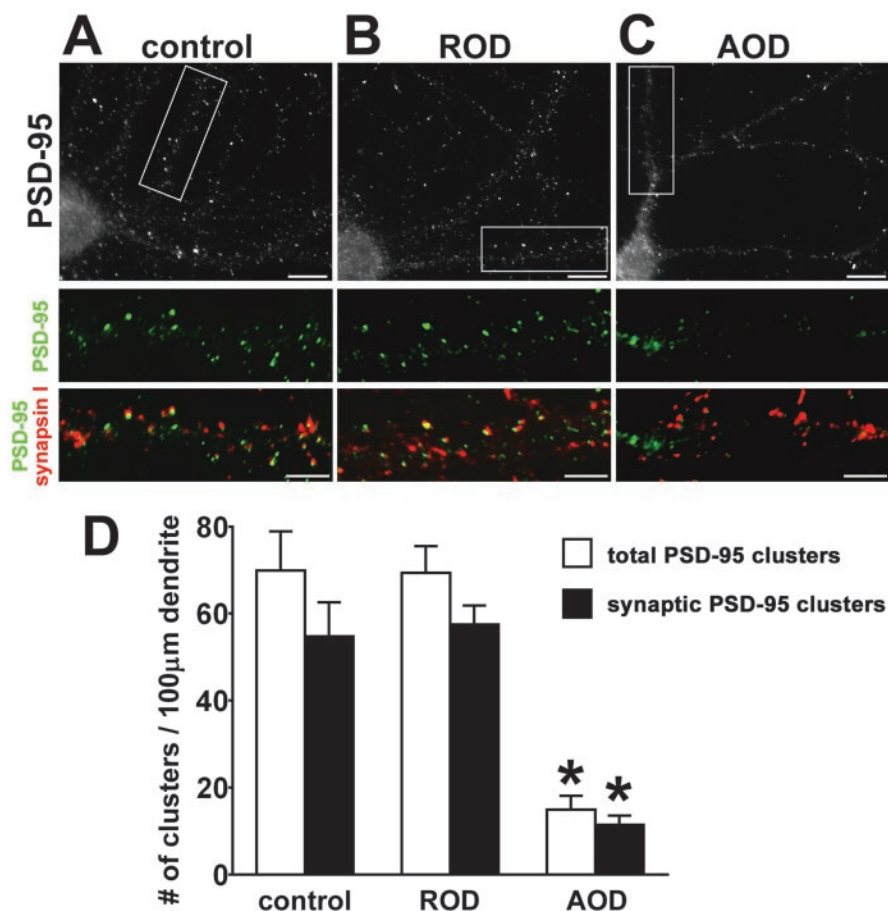 A control
B ROD
C AOD
PSD-95
PSD-95
PSD-95
synapsin I
D
# of clusters / 100µm dendrite
80
60
40
20
0
total PSD-95 clusters
synaptic PSD-95 clusters
* *
control ROD AOD